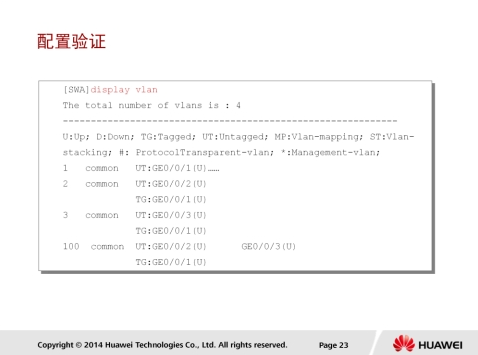 配置验证
[SWA]display vlan
The total number of vlans is : 4
------------------------------------------------------------
U:Up; D:Down; TG:Tagged; UT:Untagged; MP:Vlan-mapping; ST:Vlan-
stacking; #: ProtocolTransparent-vlan; *:Management-vlan;
1 common UT:GE0/0/1(U)……
2 common UT:GE0/0/2(U)
TG:GE0/0/1(U)
3 common UT:GE0/0/3(U)
TG:GE0/0/1(U)
100 common UT:GE0/0/2(U) GE0/0/3(U)
TG:GE0/0/1(U)
Copyright © 2014 Huawei Technologies Co., Ltd. All rights reserved. Page 23 HUAWEI